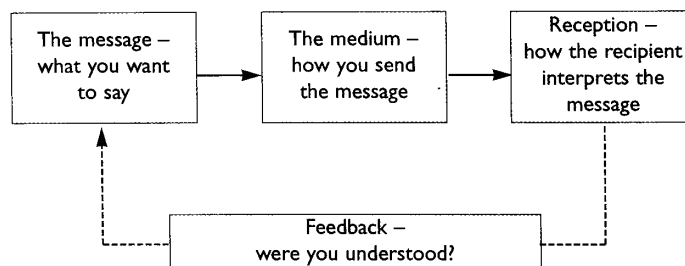 The message –
what you want
to say
The medium –
how you send
the message
Reception –
how the recipient
interprets the
message
Feedback –
were you understood?